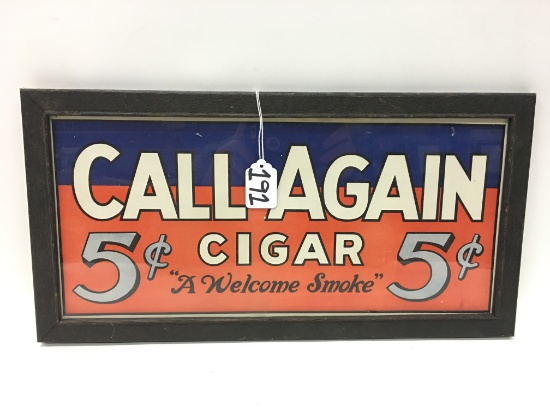 CALL AGAIN
192
5¢ CIGAR 5¢
"A Welcome Smoke"